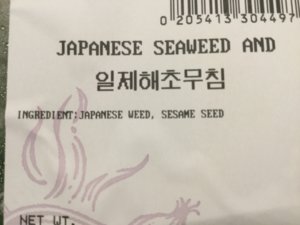 0 205413 304497
JAPANESE SEAWEED AND
일제해초무침
INGREDIENT:JAPANESE WEED, SESAME SEED
NET WT.